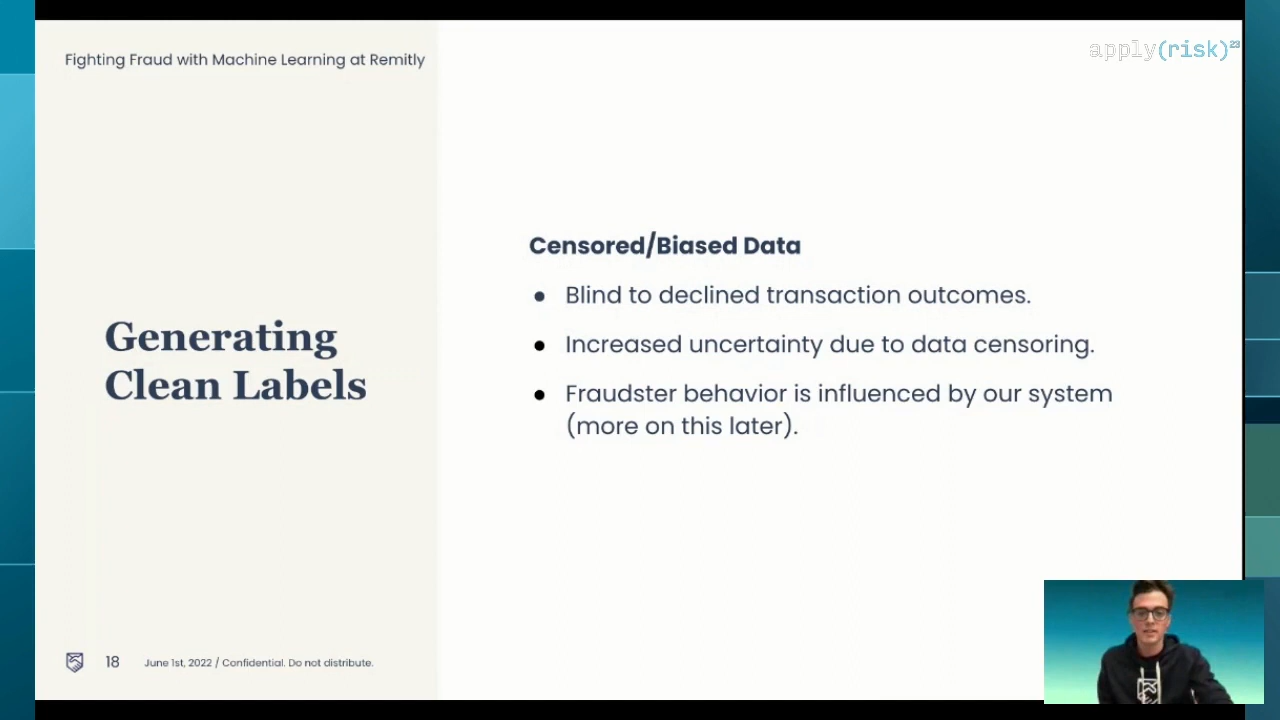 Fighting Fraud with Machine Learning at Remitly
apply(risk)²³
Generating
Clean Labels
Censored/Biased Data
● Blind to declined transaction outcomes.
● Increased uncertainty due to data censoring.
● Fraudster behavior is influenced by our system
(more on this later).
18 June 1st, 2022 / Confidential. Do not distribute.